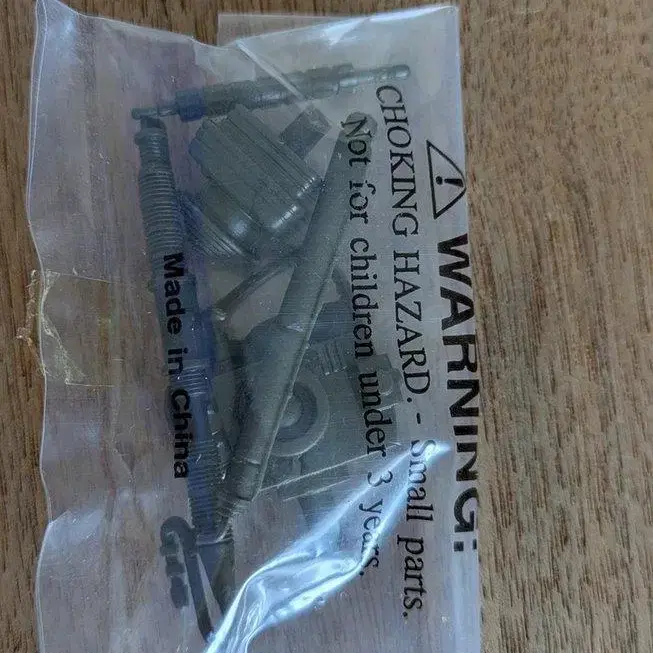 WARNING:
CHOKING HAZARD. - Small parts.
Not for children under 3 years.
Made in China